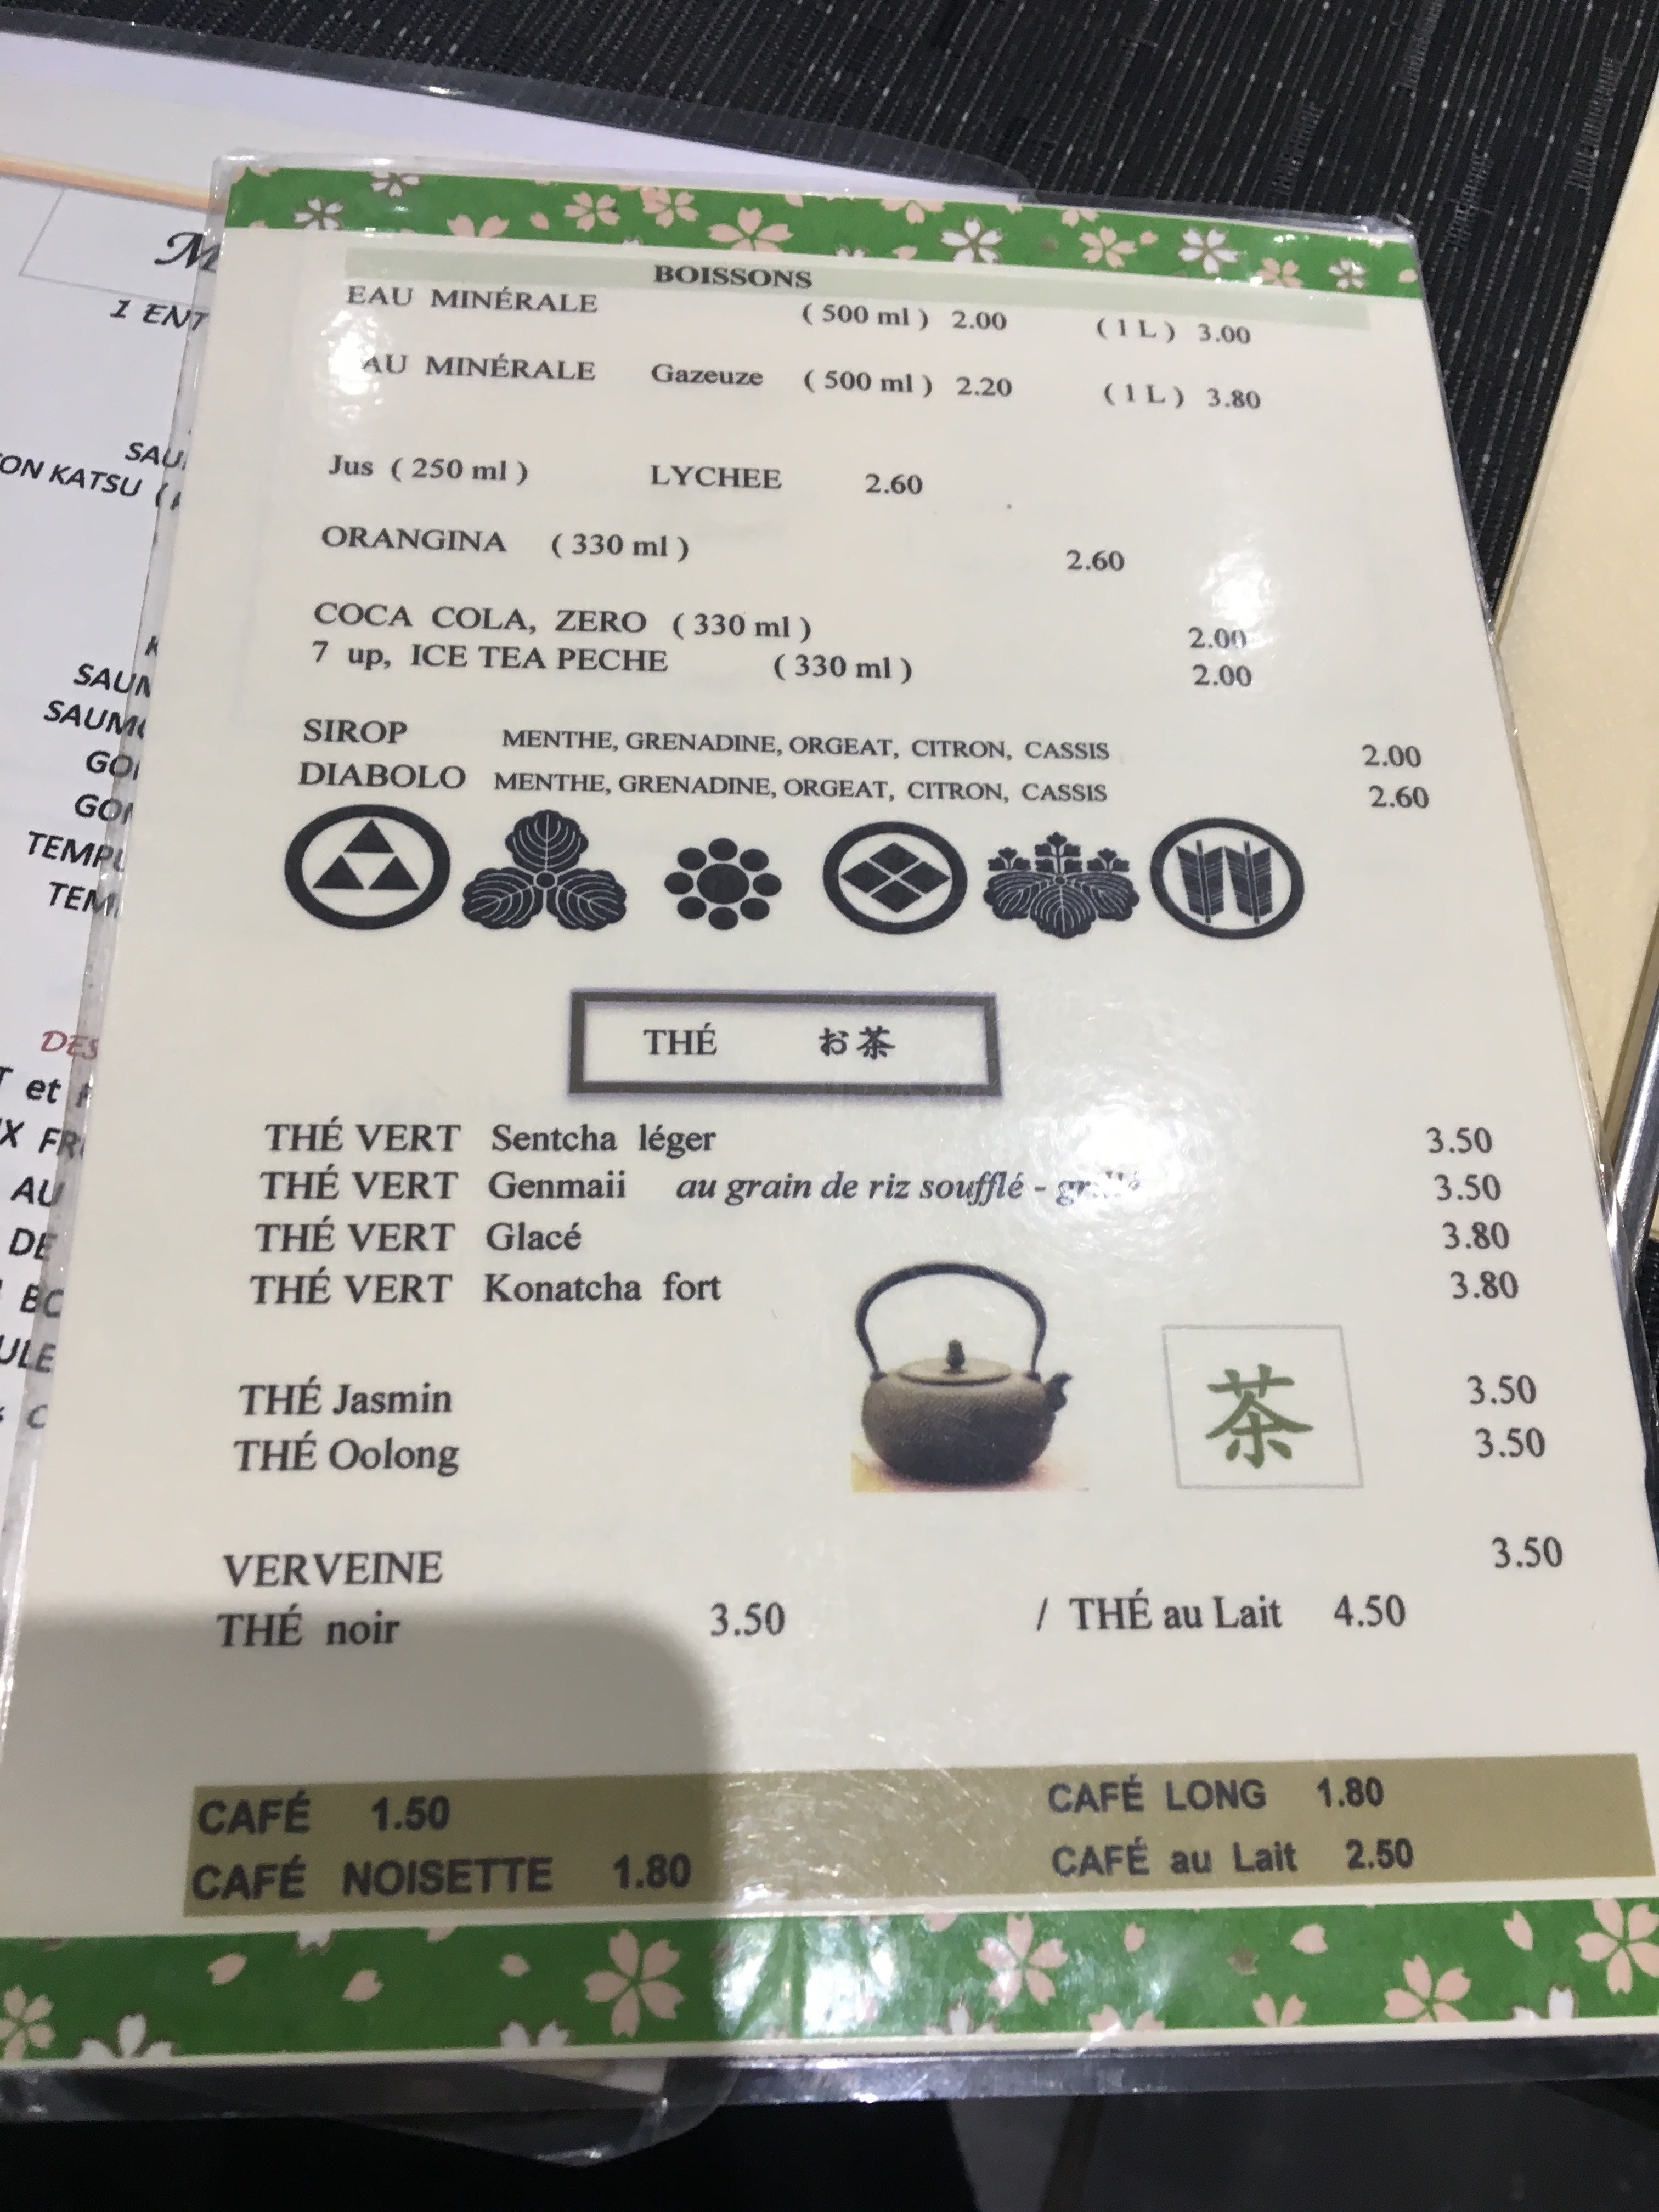 BOISSONS
EAU MINÉRALE ( 500 ml ) 2.00 ( 1 L ) 3.00
AU MINÉRALE Gazeuze ( 500 ml ) 2.20 ( 1 L ) 3.80
Jus ( 250 ml ) LYCHEE 2.60
ORANGINA ( 330 ml ) 2.60
COCA COLA, ZERO ( 330 ml ) 2.00
7 up, ICE TEA PECHE ( 330 ml ) 2.00
SIROP MENTHE, GRENADINE, ORGEAT, CITRON, CASSIS 2.00
DIABOLO MENTHE, GRENADINE, ORGEAT, CITRON, CASSIS 2.60
THÉ お茶
THÉ VERT Sentcha léger 3.50
THÉ VERT Genmaii au grain de riz soufflé - 3.50
THÉ VERT Glacé 3.80
THÉ VERT Konatcha fort 3.80
茶
THÉ Jasmin 3.50
THÉ Oolong 3.50
VERVEINE 3.50
THÉ noir 3.50 / THÉ au Lait 4.50
CAFÉ 1.50 CAFÉ LONG 1.80
CAFÉ NOISETTE 1.80 CAFÉ au Lait 2.50
1
KATSU
et
AU
DE